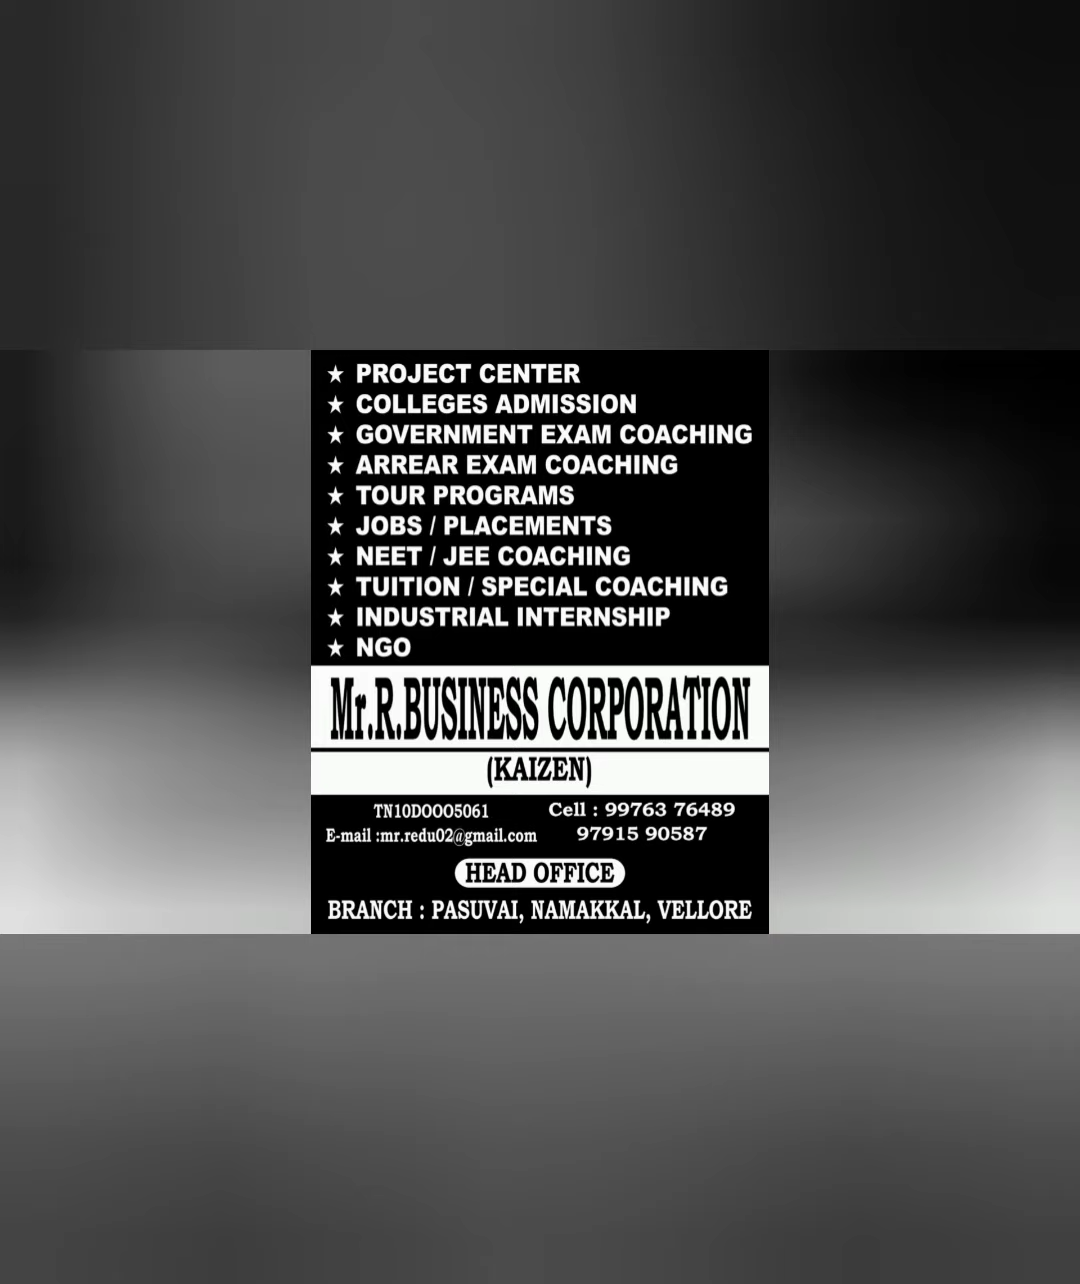 ★ PROJECT CENTER
★ COLLEGES ADMISSION
★ GOVERNMENT EXAM COACHING
★ ARREAR EXAM COACHING
★ TOUR PROGRAMS
★ JOBS / PLACEMENTS
★ NEET / JEE COACHING
★ TUITION / SPECIAL COACHING
★ INDUSTRIAL INTERNSHIP
★ NGO
Mr.R.BUSINESS CORPORATION
(KAIZEN)
TN10DOOO5061
E-mail :mr.redu02@gmail.com
Cell : 99763 76489
97915 90587
HEAD OFFICE
BRANCH : PASUVAI, NAMAKKAL, VELLORE